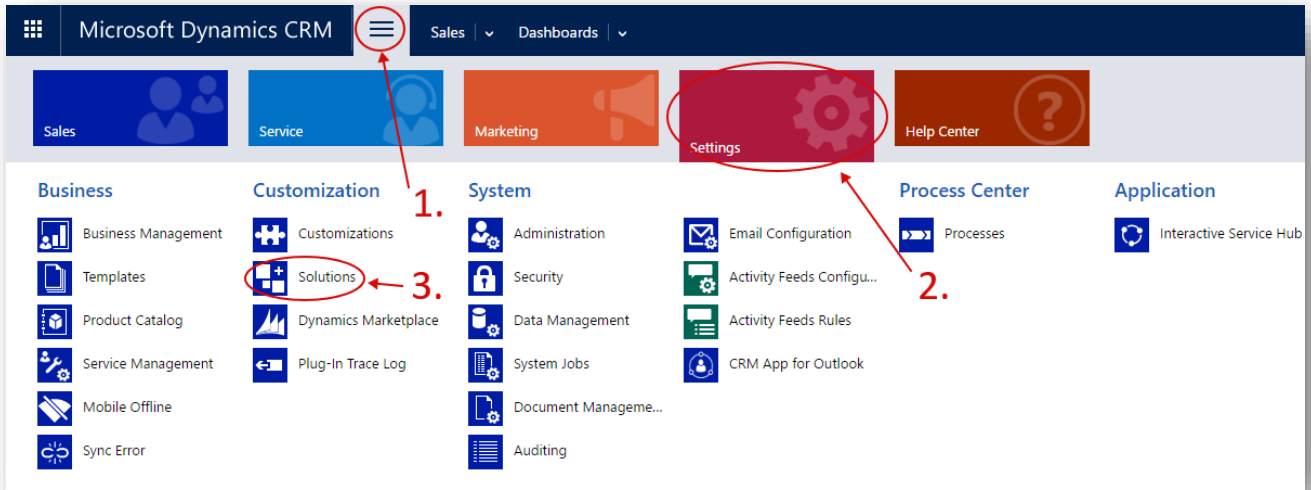 Microsoft Dynamics CRM Sales Dashboards
Sales Service Marketing Settings Help Center
Business Customization System Process Center Application
1.
Business Management Customizations Administration Email Configuration Processes Interactive Service Hub
Templates Solutions Security Activity Feeds Configu...
3. 2.
Product Catalog Dynamics Marketplace Data Management Activity Feeds Rules
Service Management Plug-In Trace Log System Jobs CRM App for Outlook
Mobile Offline Document Manageme...
Sync Error Auditing